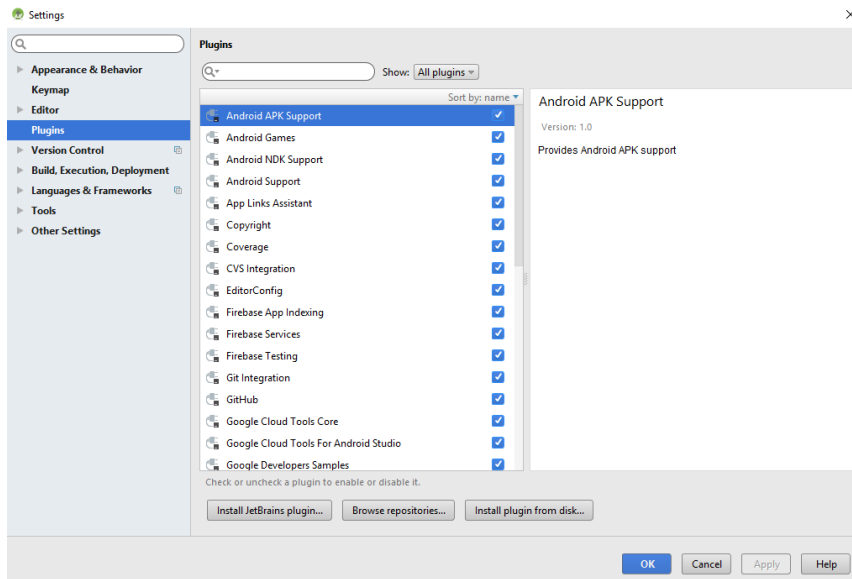 Settings
Plugins
Appearance & Behavior
Keymap
Editor
Plugins
Version Control
Build, Execution, Deployment
Languages & Frameworks
Tools
Other Settings
Show: All plugins
Sort by: name
Android APK Support
Android Games
Android NDK Support
Android Support
App Links Assistant
Copyright
Coverage
CVS Integration
EditorConfig
Firebase App Indexing
Firebase Services
Firebase Testing
Git Integration
GitHub
Google Cloud Tools Core
Google Cloud Tools For Android Studio
Google Developers Samples
Check or uncheck a plugin to enable or disable it.
Install JetBrains plugin... Browse repositories... Install plugin from disk...
Android APK Support
Version: 1.0
Provides Android APK support
OK Cancel Apply Help